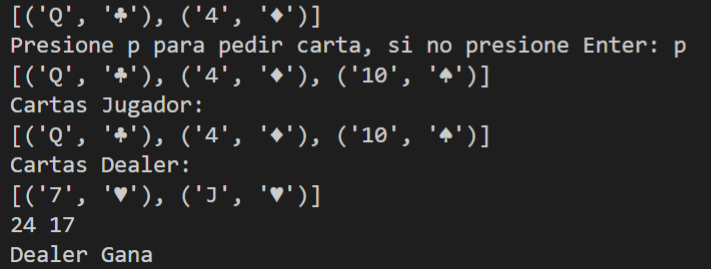 [('Q', '♣'), ('4', '♦')]
Presione p para pedir carta, si no presione Enter: p
[('Q', '♣'), ('4', '♦'), ('10', '♠')]
Cartas Jugador:
[('Q', '♣'), ('4', '♦'), ('10', '♠')]
Cartas Dealer:
[('7', '♥'), ('J', '♥')]
24 17
Dealer Gana